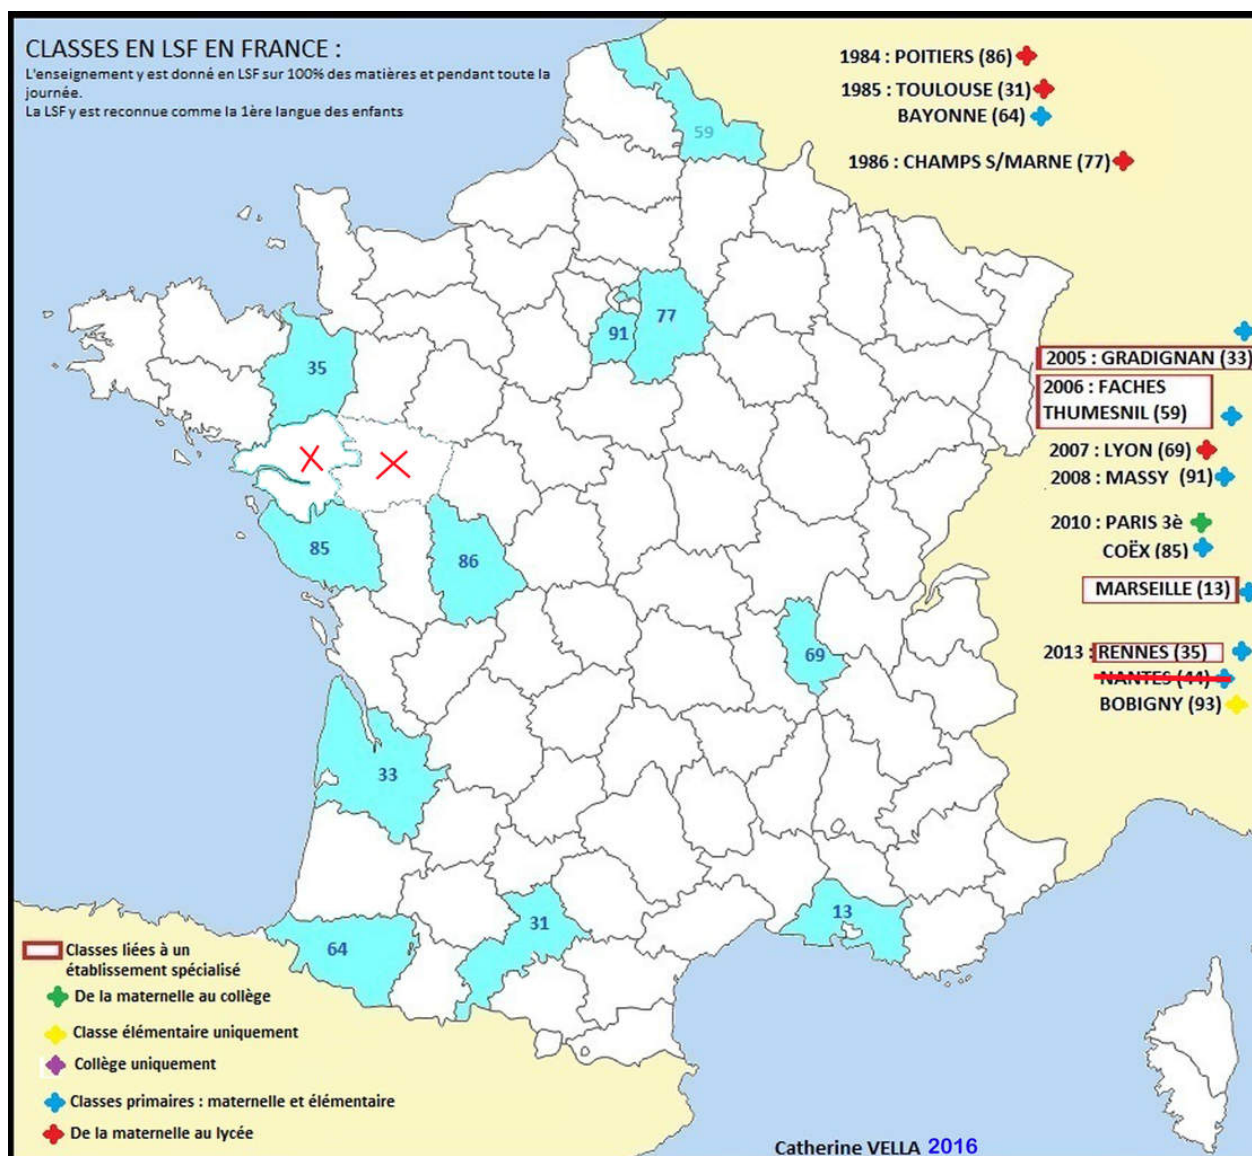 CLASSES EN LSF EN FRANCE :
L'enseignement y est donné en LSF sur 100% des matières et pendant toute la
journée.
La LSF y est reconnue comme la 1ère langue des enfants
1984 : POITIERS (86)
1985 : TOULOUSE (31)
BAYONNE (64)
1986 : CHAMPS S/MARNE (77)
59
77
91
35
85
86
69
33
31
13
64
2005 : GRADIGNAN (33)
2006 : FACHES
THUMESNIL (59)
2007 : LYON (69)
2008 : MASSY (91)
2010 : PARIS 3è
COËX (85)
MARSEILLE (13)
2013 : RENNES (35)
NANTES (44)
BOBIGNY (93)
Classes liées à un
établissement spécialisé
De la maternelle au collège
Classe élémentaire uniquement
Collège uniquement
Classes primaires : maternelle et élémentaire
De la maternelle au lycée
Catherine VELLA 2016